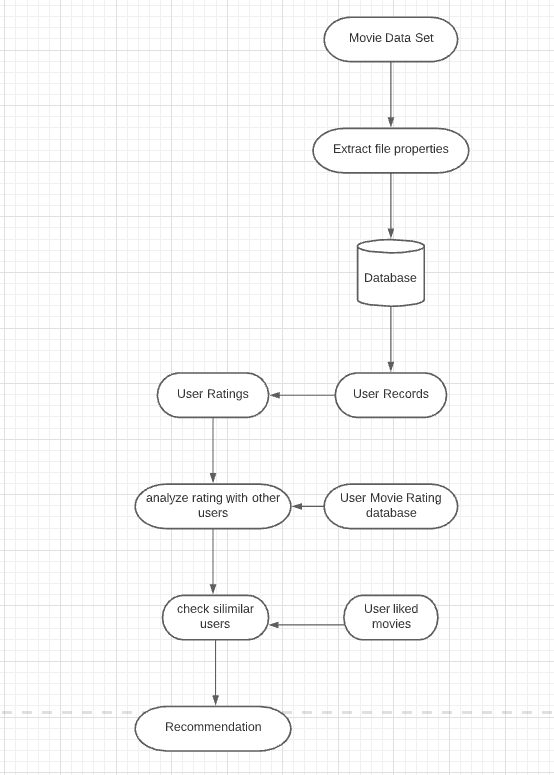 Movie Data Set
Extract file properties
Database
User Ratings
User Records
analyze rating with other
users
User Movie Rating
database
check silimilar
users
User liked
movies
Recommendation